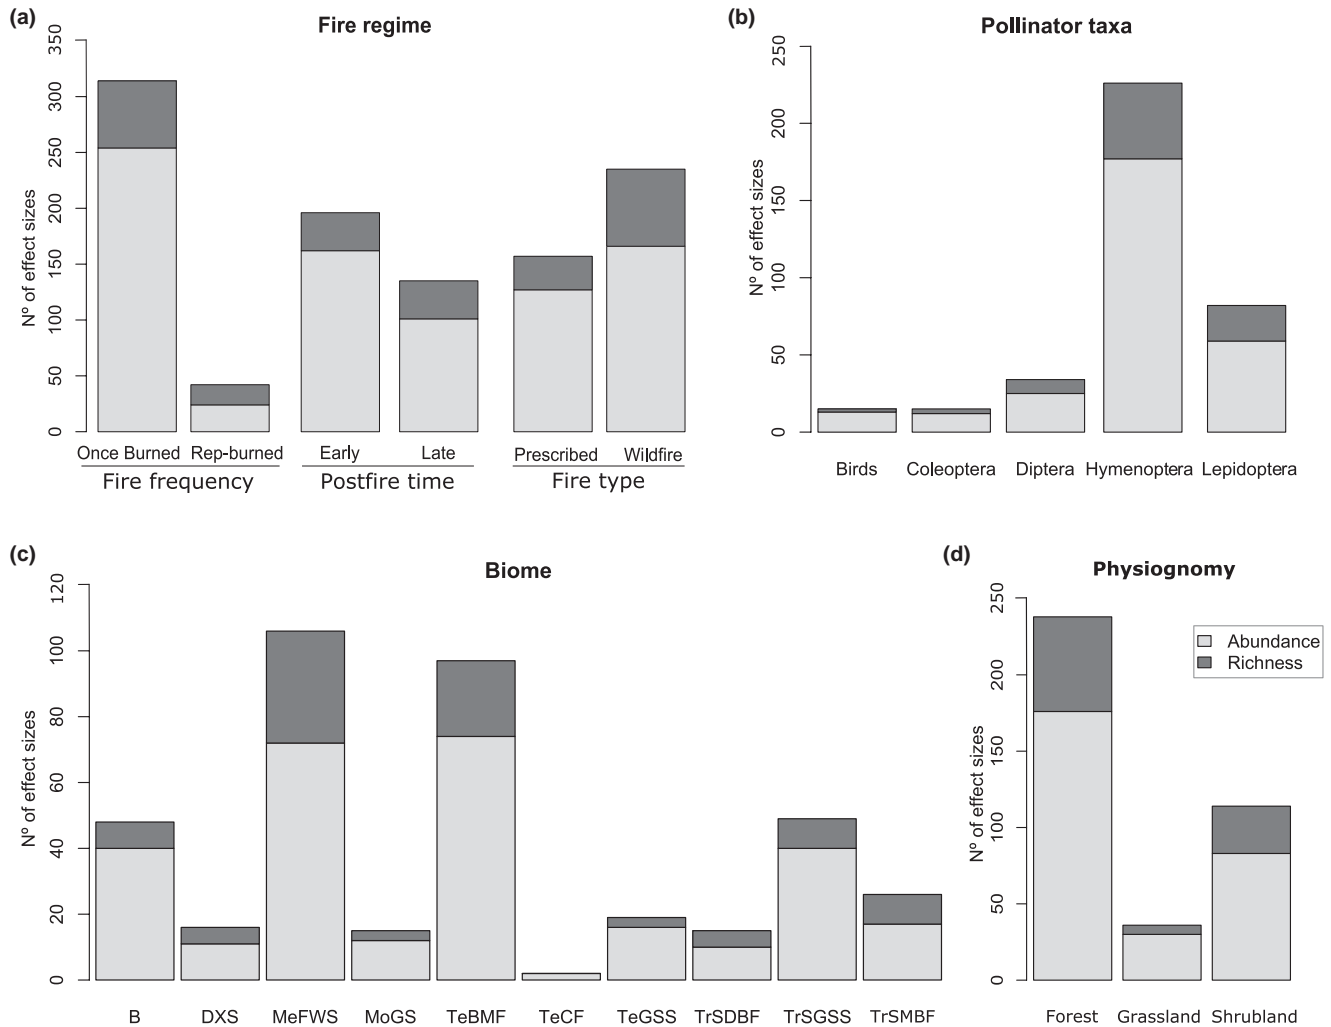 (a)
Fire regime
Nº of effect sizes
0
50
100
150
200
250
300
350
Once Burned
Rep-burned
Early
Late
Prescribed
Wildfire
Fire frequency
Postfire time
Fire type
(b)
Pollinator taxa
Nº of effect sizes
0
50
100
150
200
250
Birds
Coleoptera
Diptera
Hymenoptera
Lepidoptera
(c)
Biome
Nº of effect sizes
0
20
40
60
80
100
120
B
DXS
MeFWS
MoGS
TeBMF
TeCF
TeGSS
TrSDBF
TrSGSS
TrSMBF
(d)
Physiognomy
Nº of effect sizes
0
50
100
150
200
250
Abundance
Richness
Forest
Grassland
Shrubland